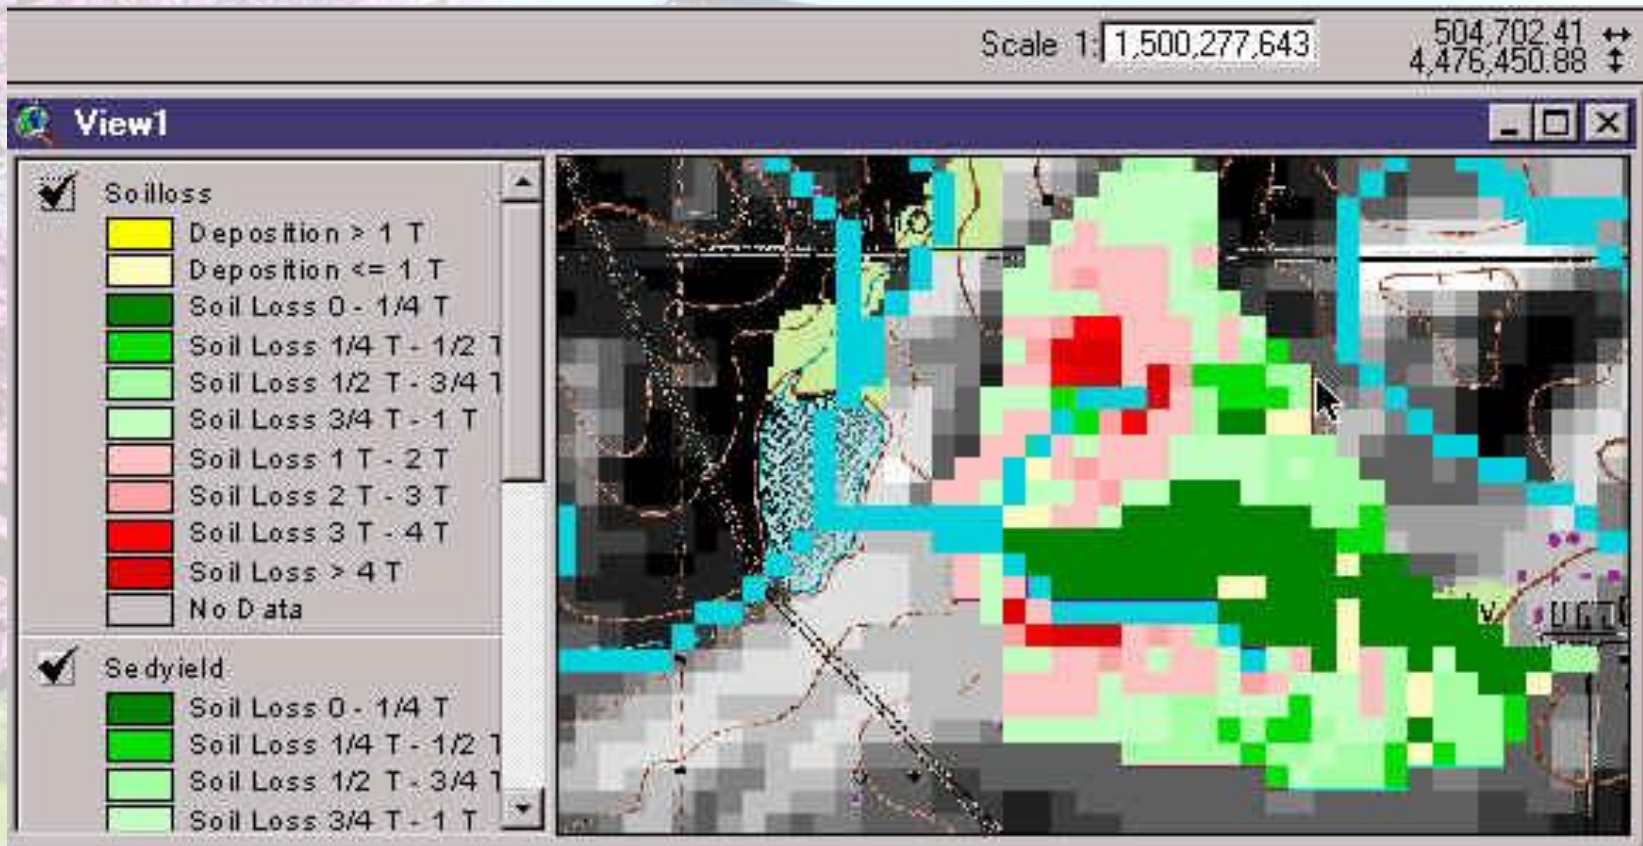 Scale 1: 1,500,277,643
504,702.41
4,476,450.88
View1
Soilloss
Deposition > 1 T
Deposition <= 1 T
Soil Loss 0 - 1/4 T
Soil Loss 1/4 T - 1/2 T
Soil Loss 1/2 T - 3/4 T
Soil Loss 3/4 T - 1 T
Soil Loss 1 T - 2 T
Soil Loss 2 T - 3 T
Soil Loss 3 T - 4 T
Soil Loss > 4 T
No Data
Sedyield
Soil Loss 0 - 1/4 T
Soil Loss 1/4 T - 1/2 T
Soil Loss 1/2 T - 3/4 T
Soil Loss 3/4 T - 1 T